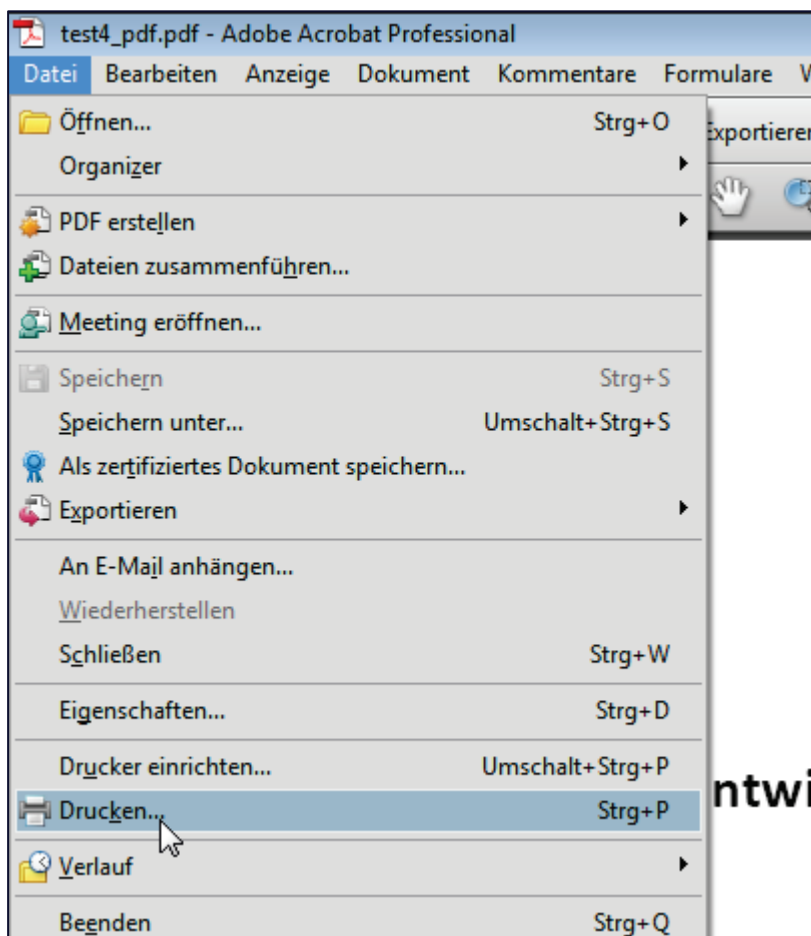 test4_pdf.pdf - Adobe Acrobat Professional
Datei Bearbeiten Anzeige Dokument Kommentare Formulare
Öffnen... Strg+O
Organizer
PDF erstellen
Dateien zusammenführen...
Meeting eröffnen...
Speichern Strg+S
Speichern unter... Umschalt+Strg+S
Als zertifiziertes Dokument speichern...
Exportieren
An E-Mail anhängen...
Wiederherstellen
Schließen Strg+W
Eigenschaften... Strg+D
Drucker einrichten... Umschalt+Strg+P
Drucken... Strg+P
Verlauf
Beenden Strg+Q